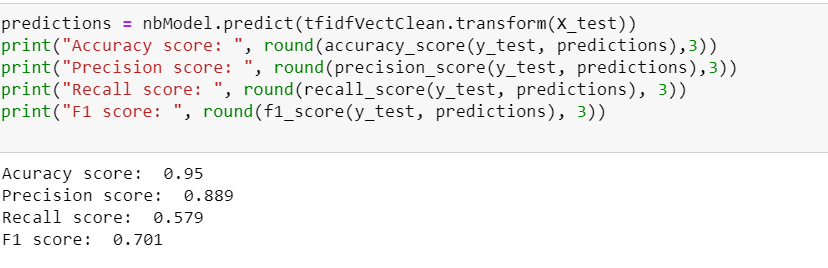 predictions = nbModel.predict(tfidfVectClean.transform(X_test))
print("Accuracy score: ", round(accuracy_score(y_test, predictions),3))
print("Precision score: ", round(precision_score(y_test, predictions),3))
print("Recall score: ", round(recall_score(y_test, predictions), 3))
print("F1 score: ", round(f1_score(y_test, predictions), 3))
Acuracy score:  0.95
Precision score:  0.889
Recall score:  0.579
F1 score:  0.701